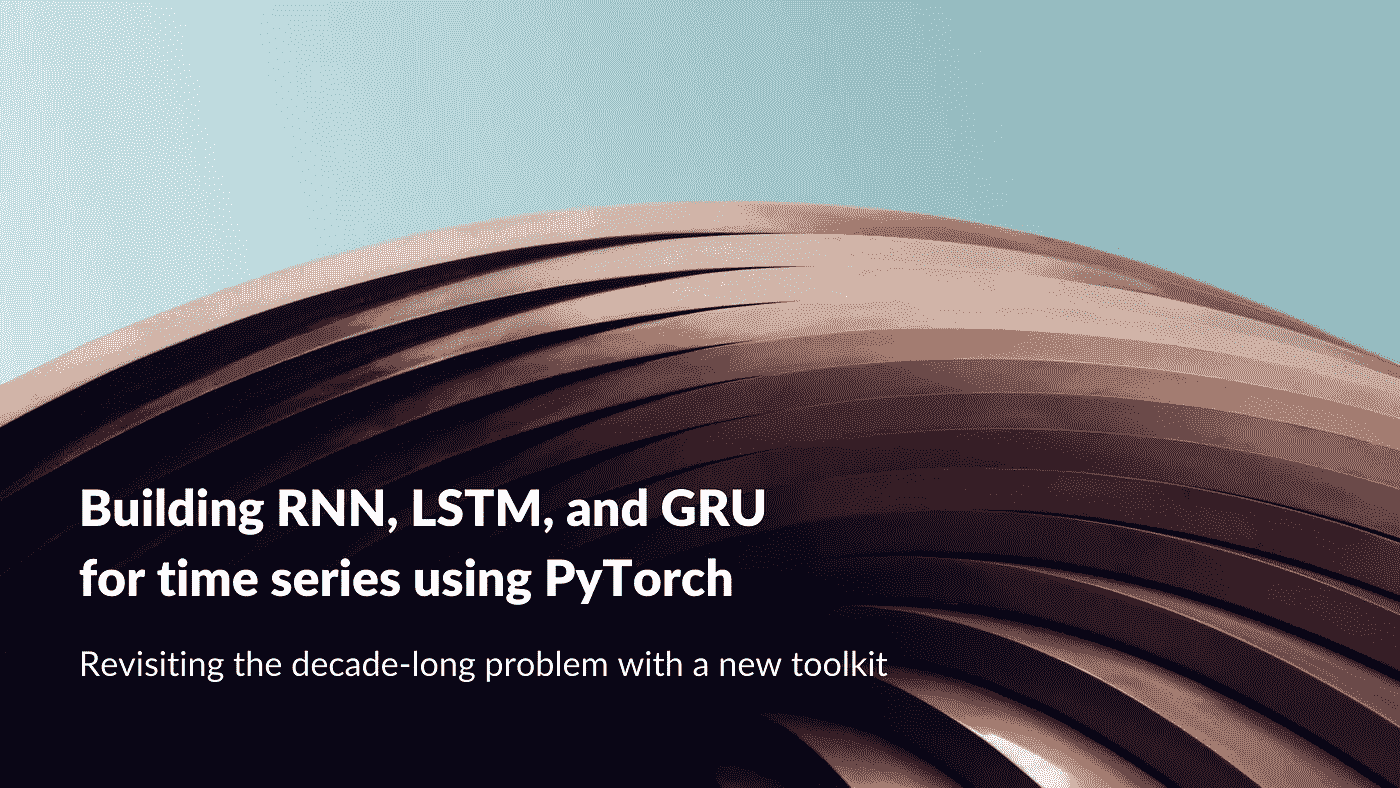 Building RNN, LSTM, and GRU
for time series using PyTorch
Revisiting the decade-long problem with a new toolkit